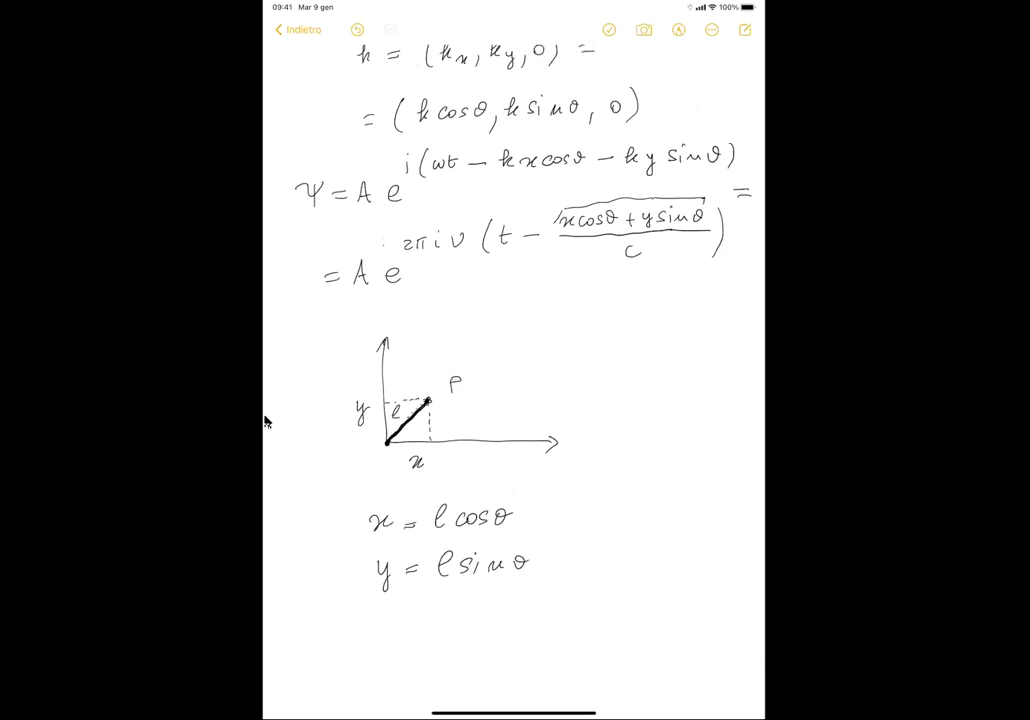 09:41 Mar 9 gen 100%
Indietro
k = (kx, ky, 0) =
= (k cosθ, k sinθ, 0)
i(ωt - kx cosθ - ky sinθ)
Ψ = A e =
2πiν (t - (x cosθ + y sinθ) / c)
= A e
P
y l
x
x = l cosθ
y = l sinθ